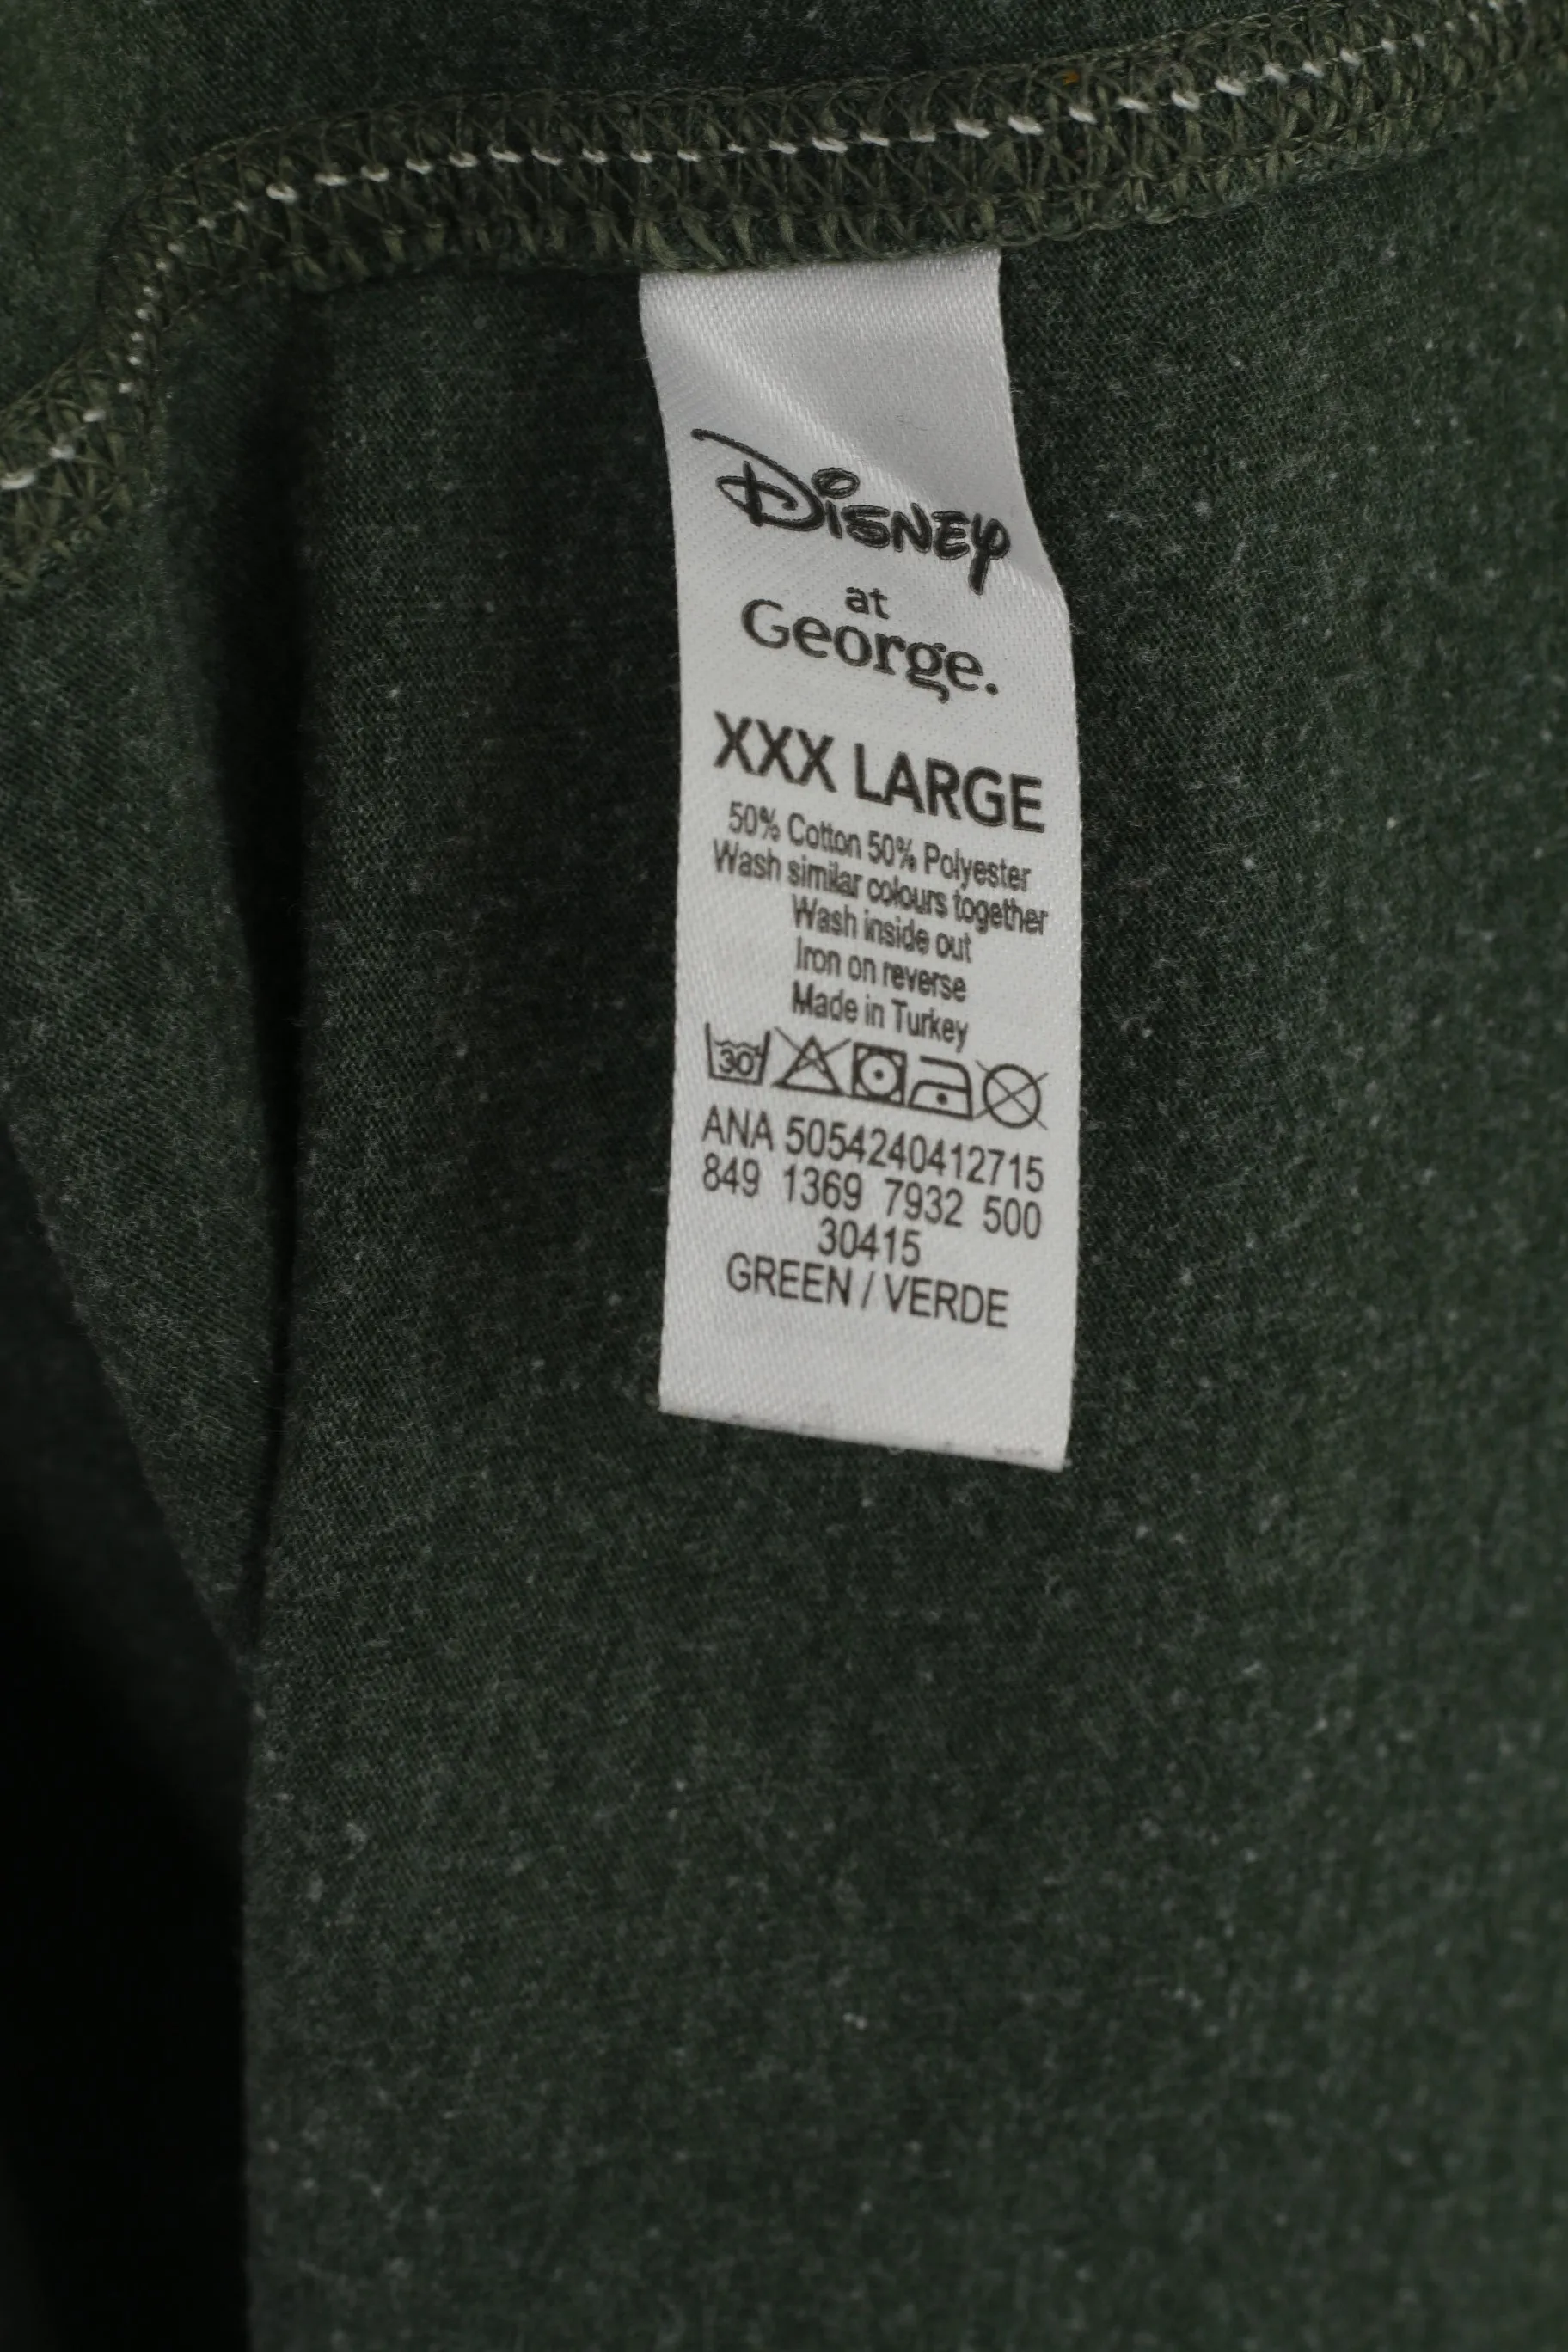 Disney
at
George.
XXX LARGE
50% Cotton 50% Polyester
Wash similar colours together
Wash inside out
Iron on reverse
Made in Turkey
30
ANA 5054240412715
849 1369 7932 500
30415
GREEN / VERDE